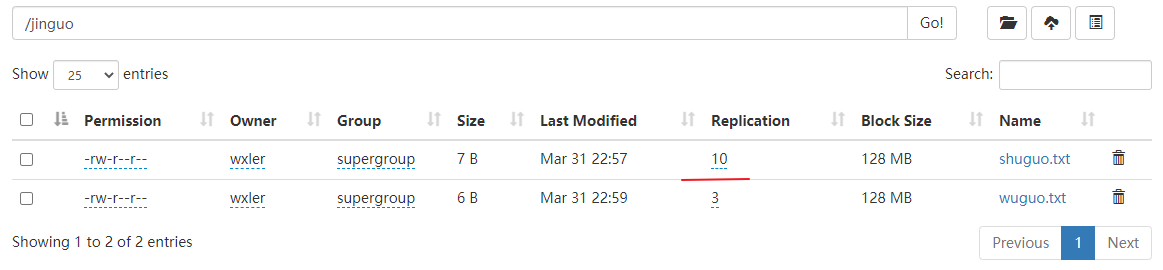 /jinguo Go!
Show 25 entries Search:
Permission Owner Group Size Last Modified Replication Block Size Name
-rw-r--r-- wxler supergroup 7 B Mar 31 22:57 10 128 MB shuguo.txt
-rw-r--r-- wxler supergroup 6 B Mar 31 22:59 3 128 MB wuguo.txt
Showing 1 to 2 of 2 entries Previous 1 Next